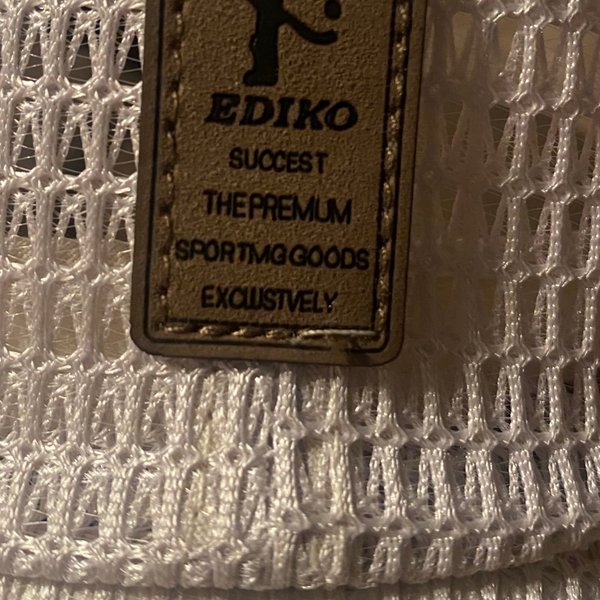 EDIKO
SUCCEST
THE PREMUM
SPORTMG GOODS
EXCLUSTVELY